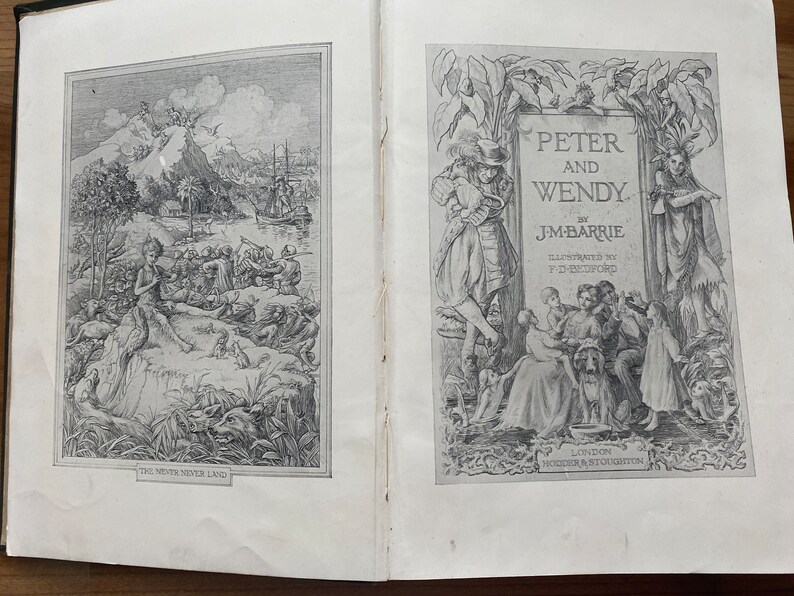 THE NEVER NEVER LAND
PETER
AND
WENDY
BY
J·M·BARRIE
ILLUSTRATED BY
F·D·BEDFORD
LONDON
HODDER & STOUGHTON